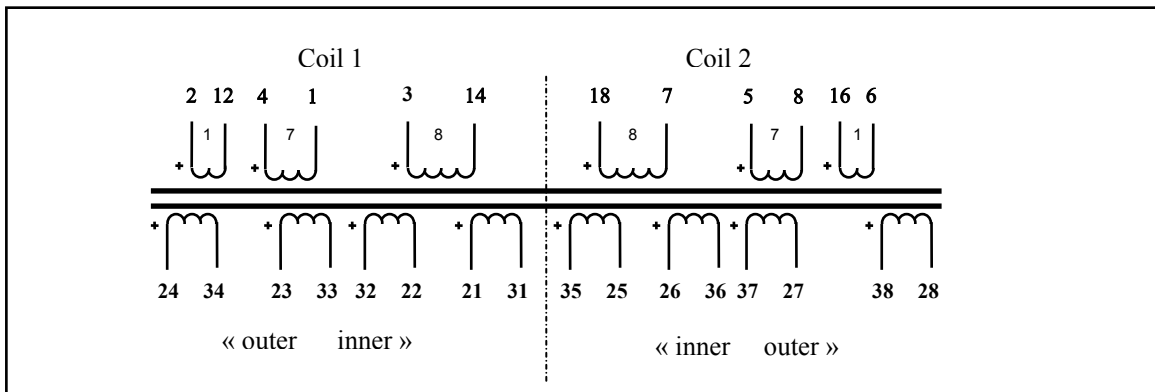 Coil 1 Coil 2
2 12 4 1 3 14 18 7 5 8 16 6
1 7 8 8 7 1
+ + + + + +
+ + + + + + + +
24 34 23 33 32 22 21 31 35 25 26 36 37 27 38 28
« outer inner » « inner outer »